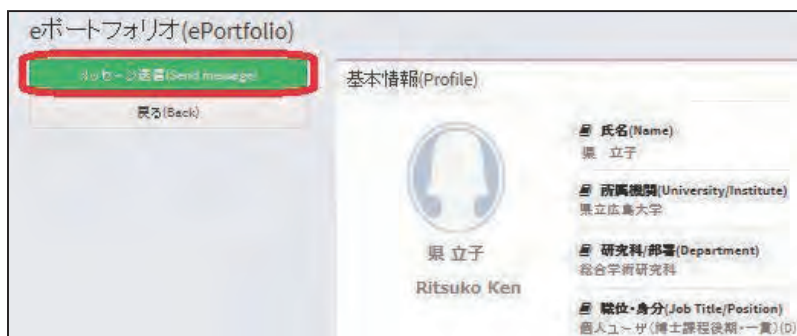 eポートフォリオ(ePortfolio)
メッセージ送信(Send message)
戻る(Back)
基本情報(Profile)
県 立子
Ritsuko Ken
氏名(Name)
県 立子
所属機関(University/Institute)
県立広島大学
研究科/部署(Department)
総合学術研究科
職位・身分(Job Title/Position)
個人ユーザ(博士課程後期・一貫)(D)